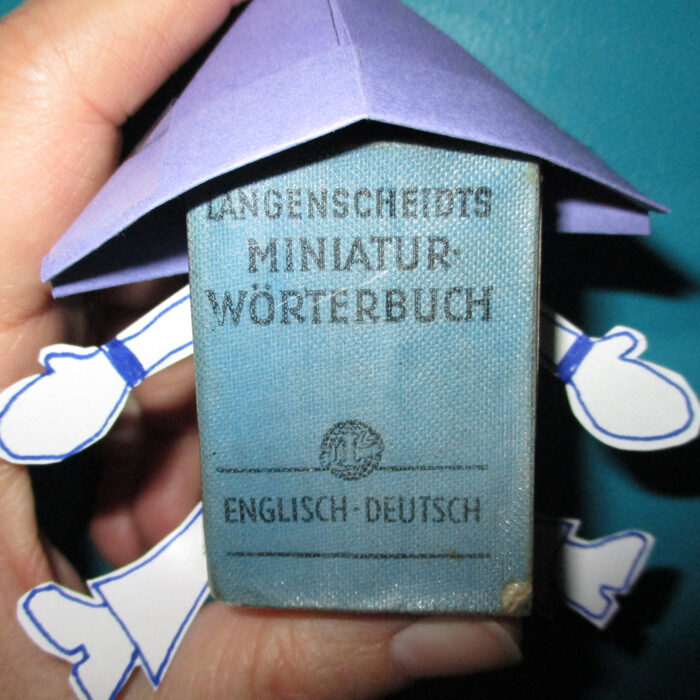 LANGENSCHEIDTS
MINIATUR-
WÖRTERBUCH
ENGLISCH-DEUTSCH